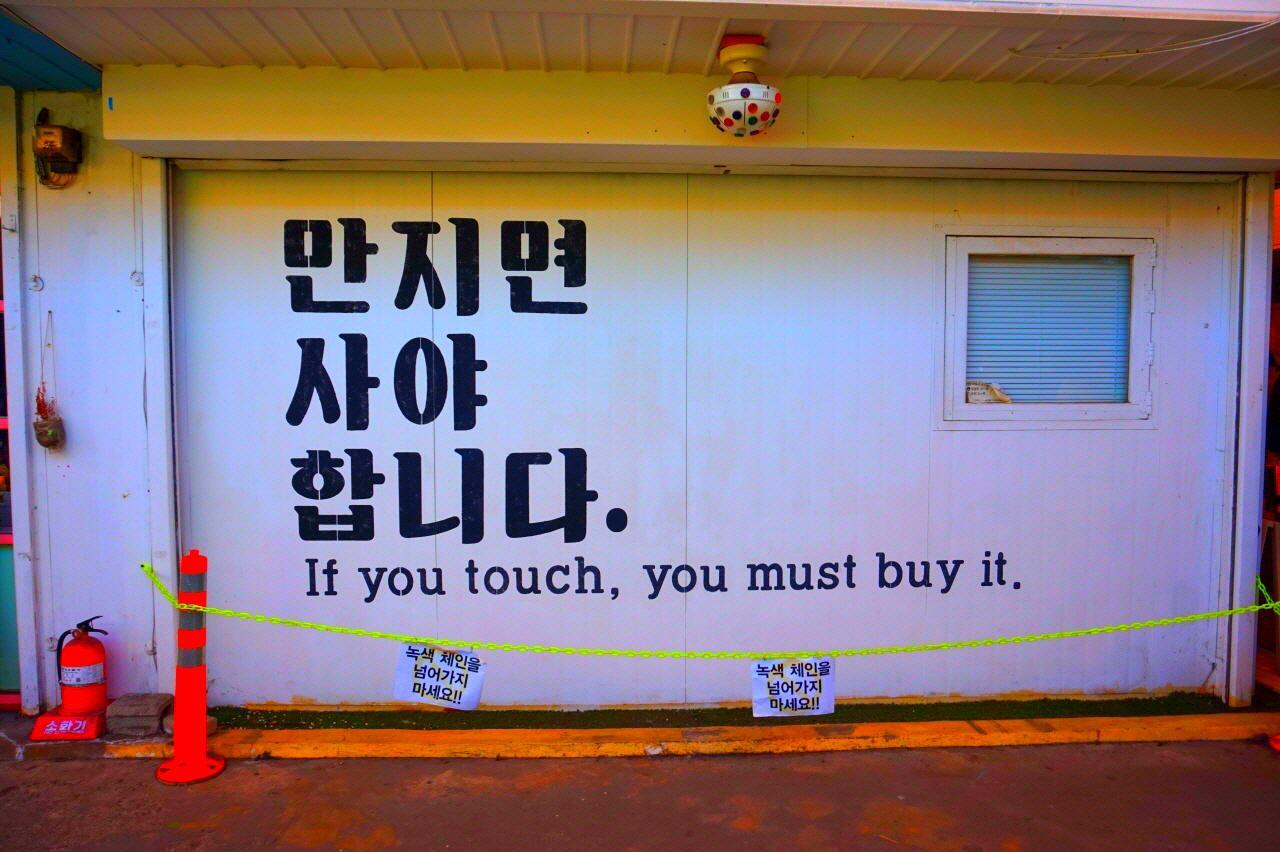 만지면
사야
합니다.
If you touch, you must buy it.
녹색 체인을
넘어가지
마세요!!
녹색 체인을
넘어가지
마세요!!
소화기